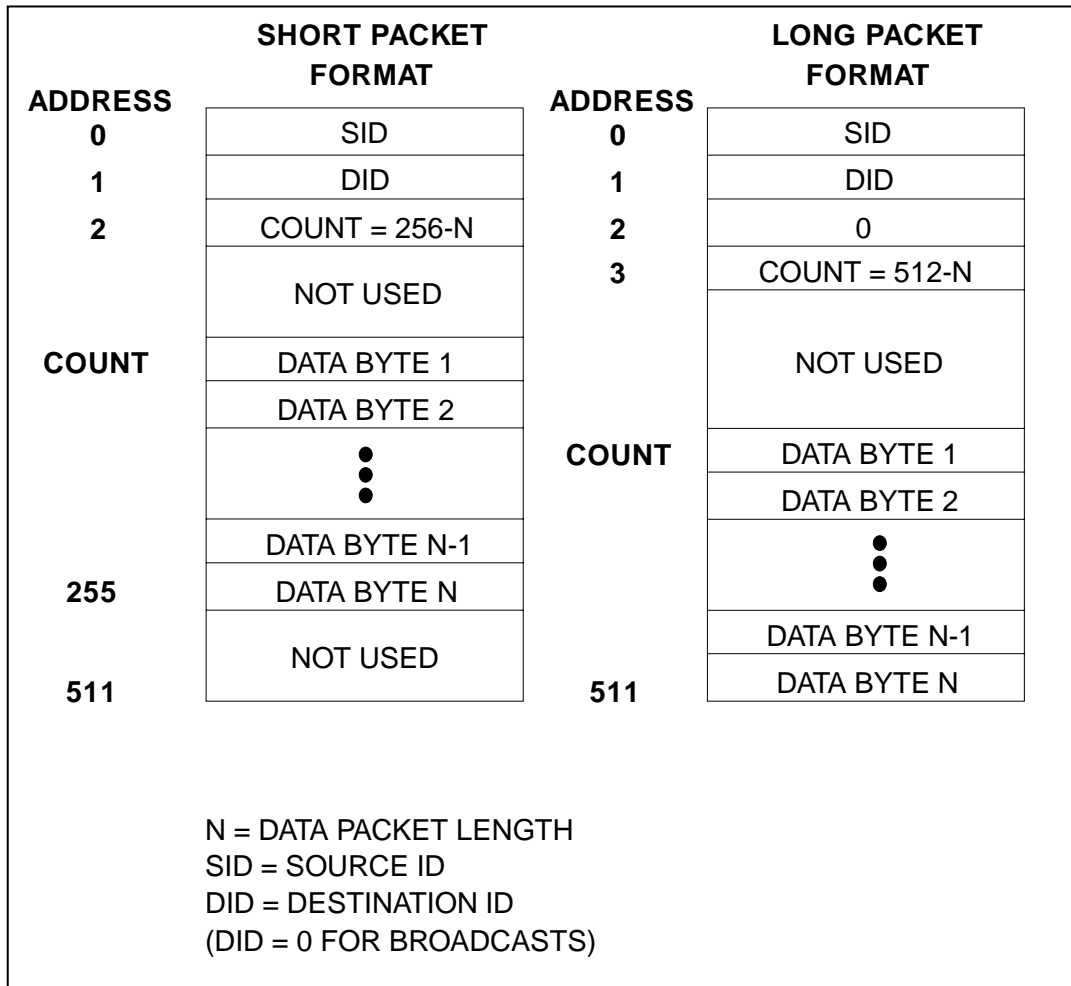 SHORT PACKET
FORMAT
ADDRESS
0
SID
1
DID
2
COUNT = 256-N
NOT USED
COUNT
DATA BYTE 1
DATA BYTE 2
DATA BYTE N-1
255
DATA BYTE N
NOT USED
511
LONG PACKET
FORMAT
ADDRESS
0
SID
1
DID
2
0
3
COUNT = 512-N
NOT USED
COUNT
DATA BYTE 1
DATA BYTE 2
DATA BYTE N-1
511
DATA BYTE N
N = DATA PACKET LENGTH
SID = SOURCE ID
DID = DESTINATION ID
(DID = 0 FOR BROADCASTS)